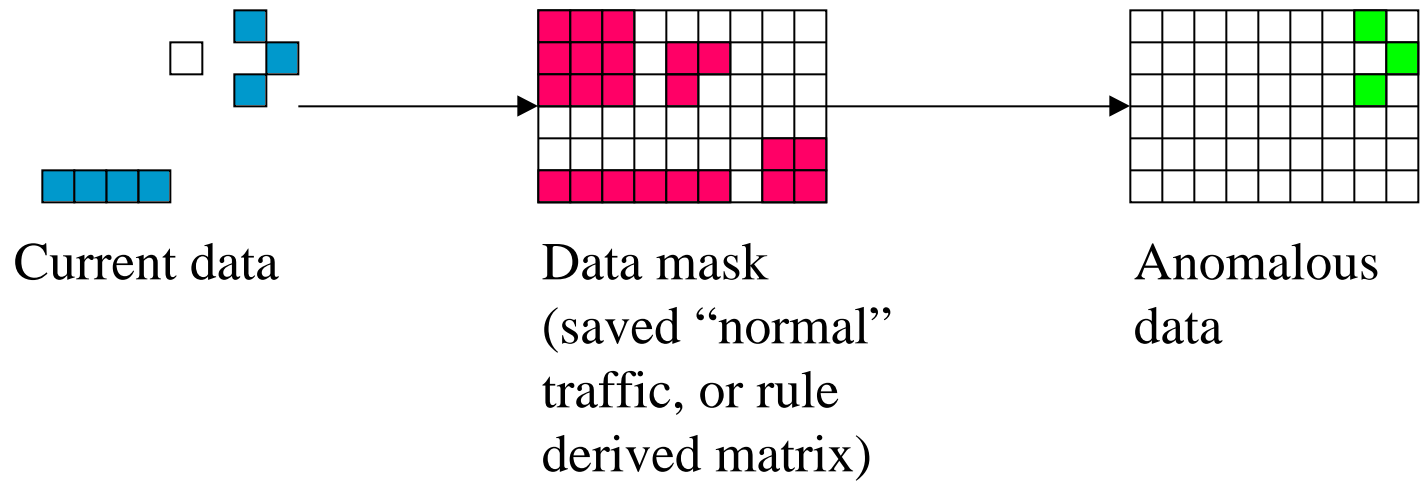 Current data
Data mask
(saved “normal”
traffic, or rule
derived matrix)
Anomalous
data